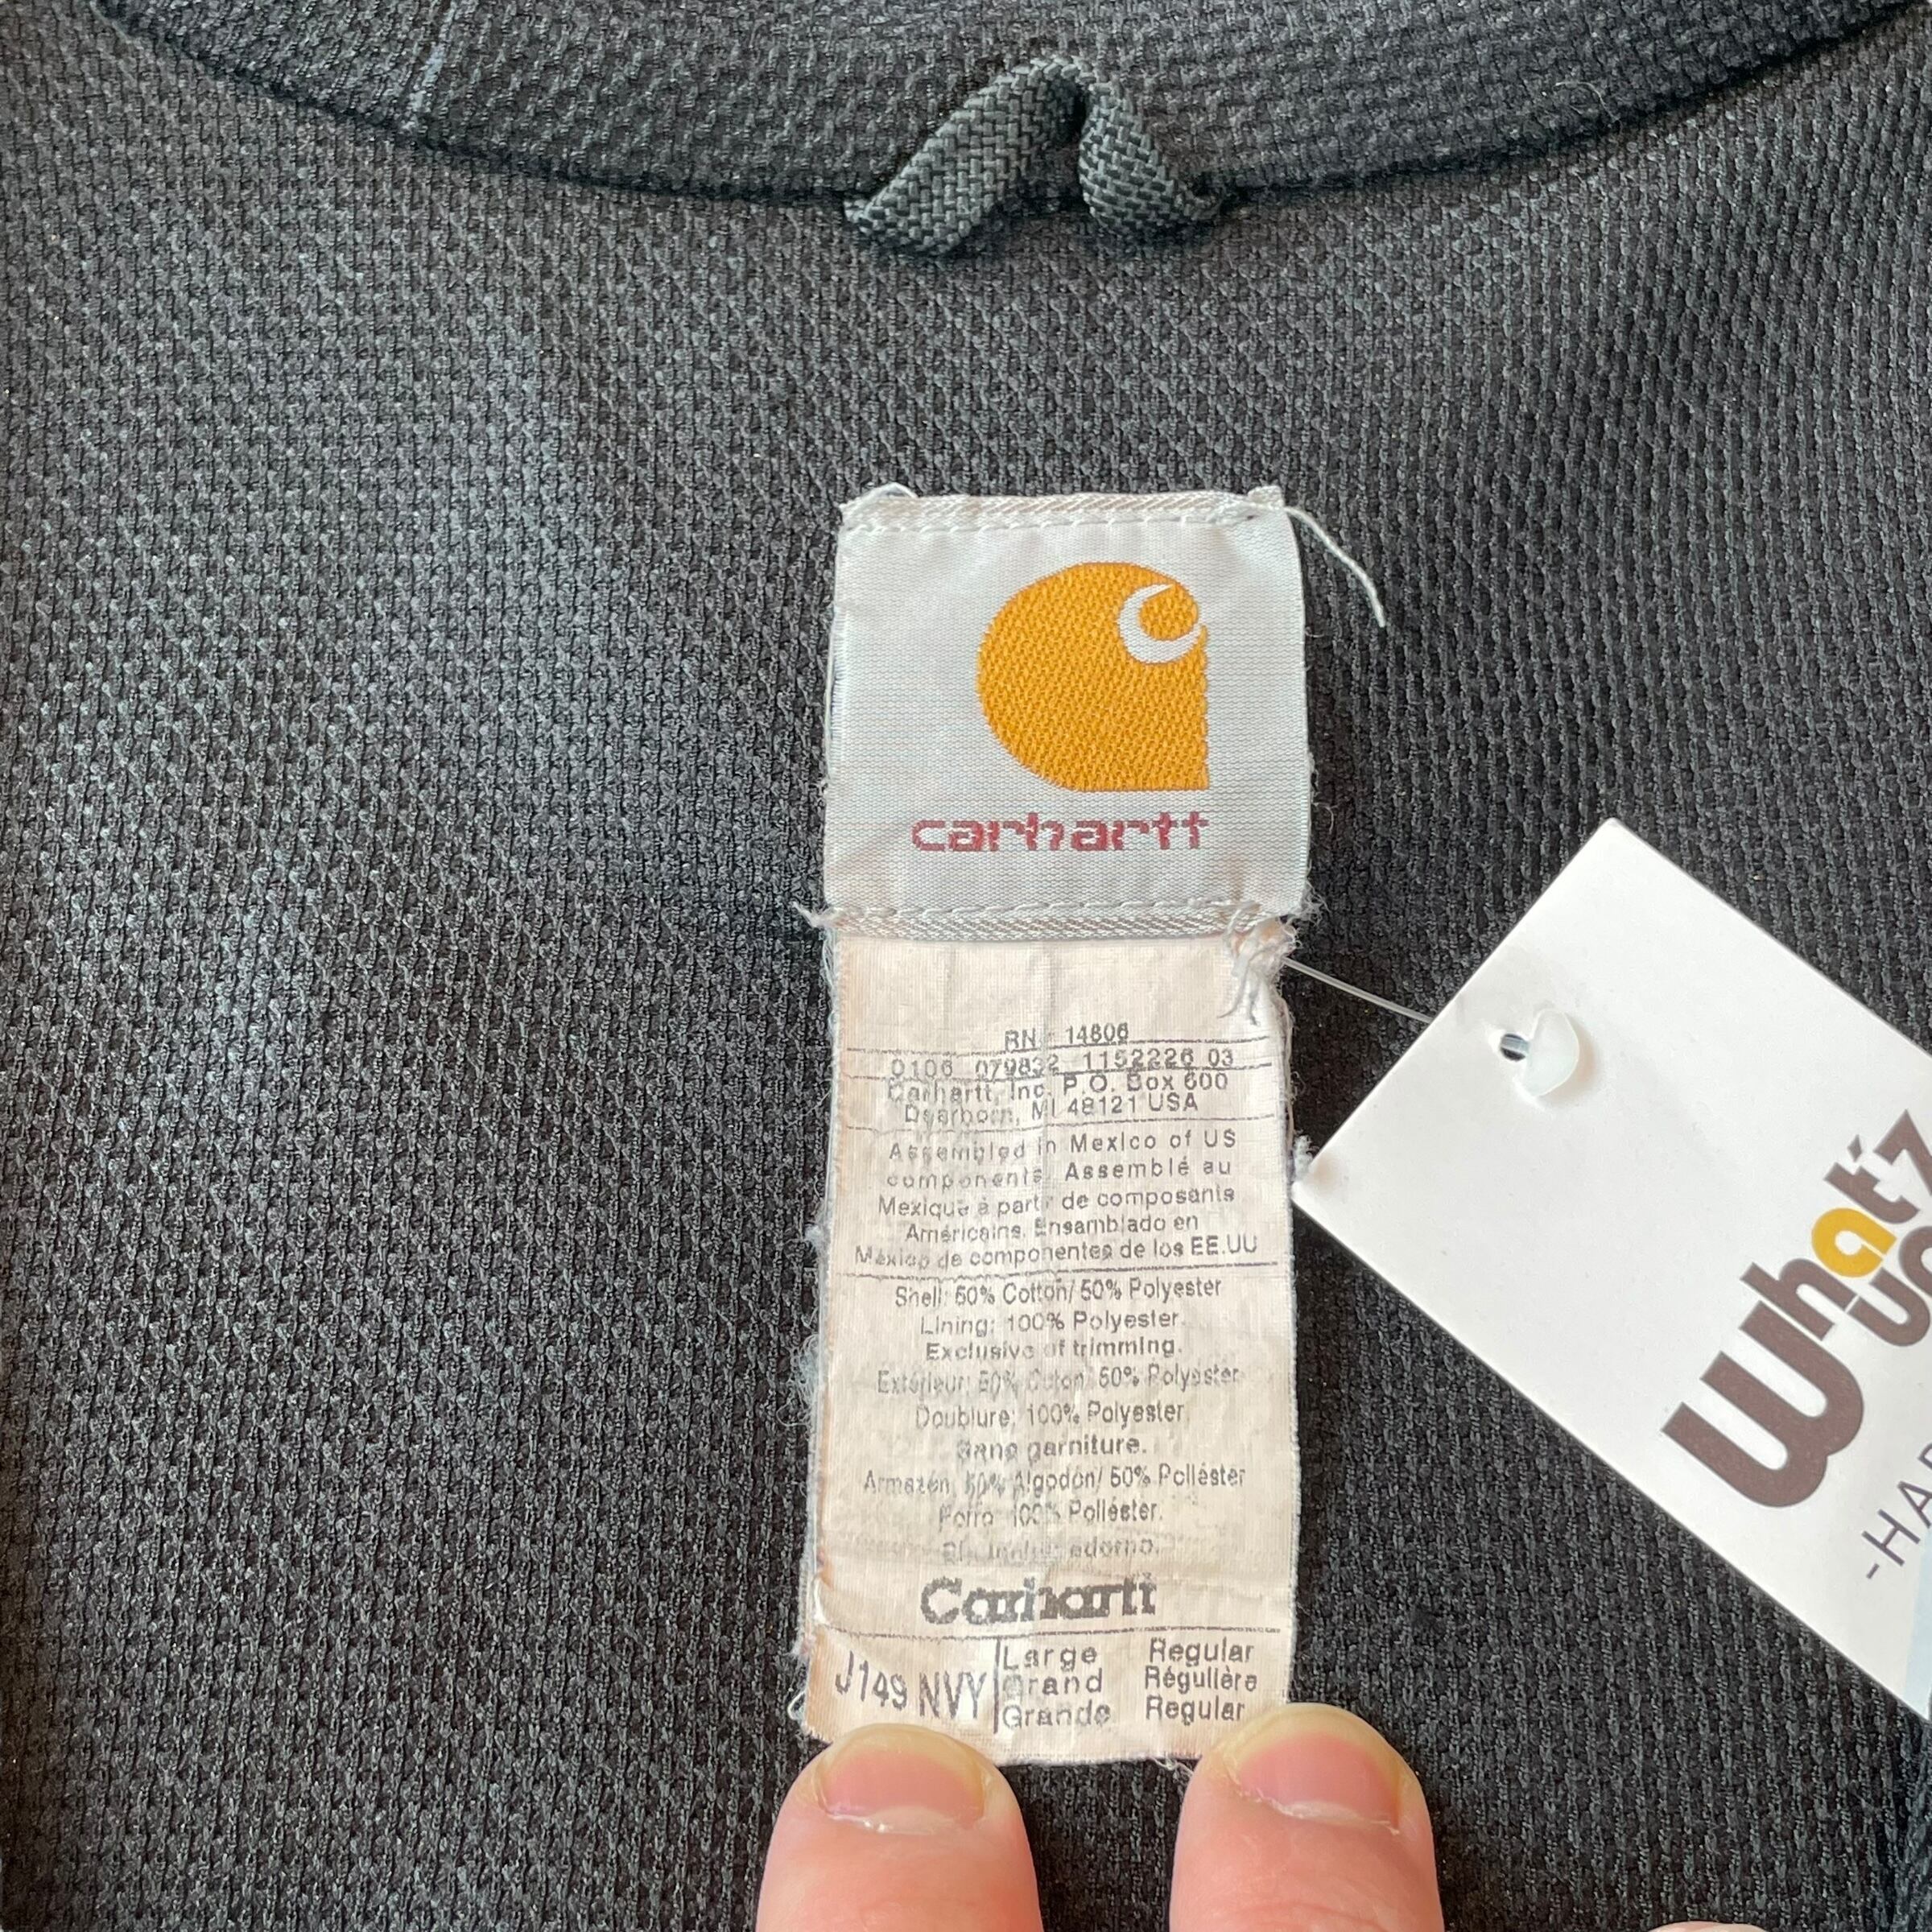 carhartt
RN: 14806
0106 079832 1152226 03
Carhartt, Inc. P.O. Box 600
Dearborn, MI 48121 USA
Assembled in Mexico of US
components. Assemblé au
Mexique à partir de composants
Américains. Ensamblado en
México de componentes de los EE.UU
Shell: 50% Cotton/ 50% Polyester
Lining: 100% Polyester.
Exclusive of trimming.
Extérieur: 50% Coton/ 50% Polyester
Doublure: 100% Polyester.
Sans garniture.
Armazén: 50% Algodón/ 50% Poliéster
Forro: 100% Poliéster.
adorno.
Carhartt
J149 NVY
Large Regular
Grand Régulière
Grande Regular
Whatz